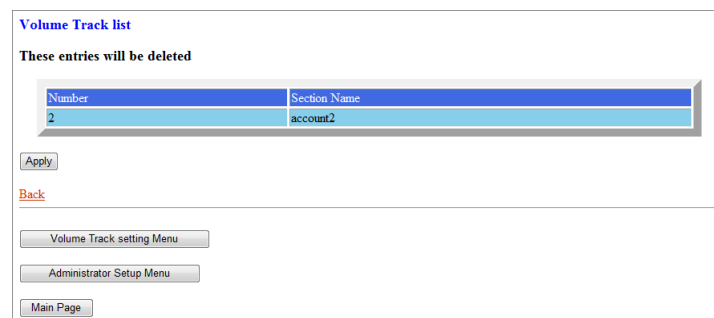 Volume Track list
These entries will be deleted
Number Section Name
2 account2
Apply
Back
Volume Track setting Menu
Administrator Setup Menu
Main Page